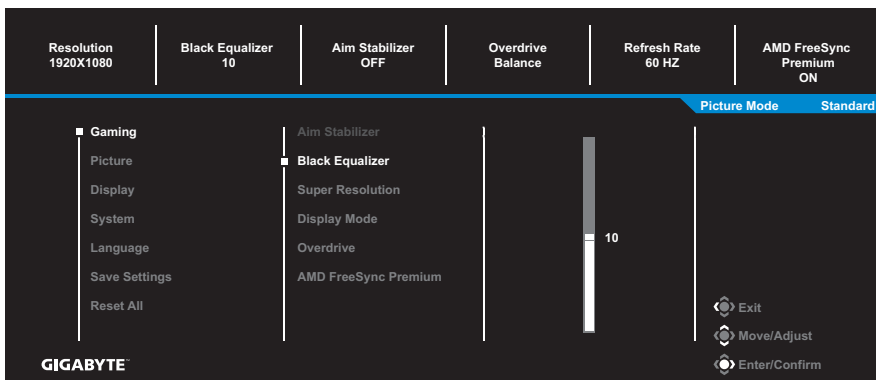 Resolution
1920X1080
Black Equalizer
10
Aim Stabilizer
OFF
Overdrive
Balance
Refresh Rate
60 HZ
AMD FreeSync
Premium
ON
Picture Mode Standard
Gaming
Picture
Display
System
Language
Save Settings
Reset All
Aim Stabilizer
Black Equalizer
Super Resolution
Display Mode
Overdrive
AMD FreeSync Premium
10
Exit
Move/Adjust
Enter/Confirm
GIGABYTE™